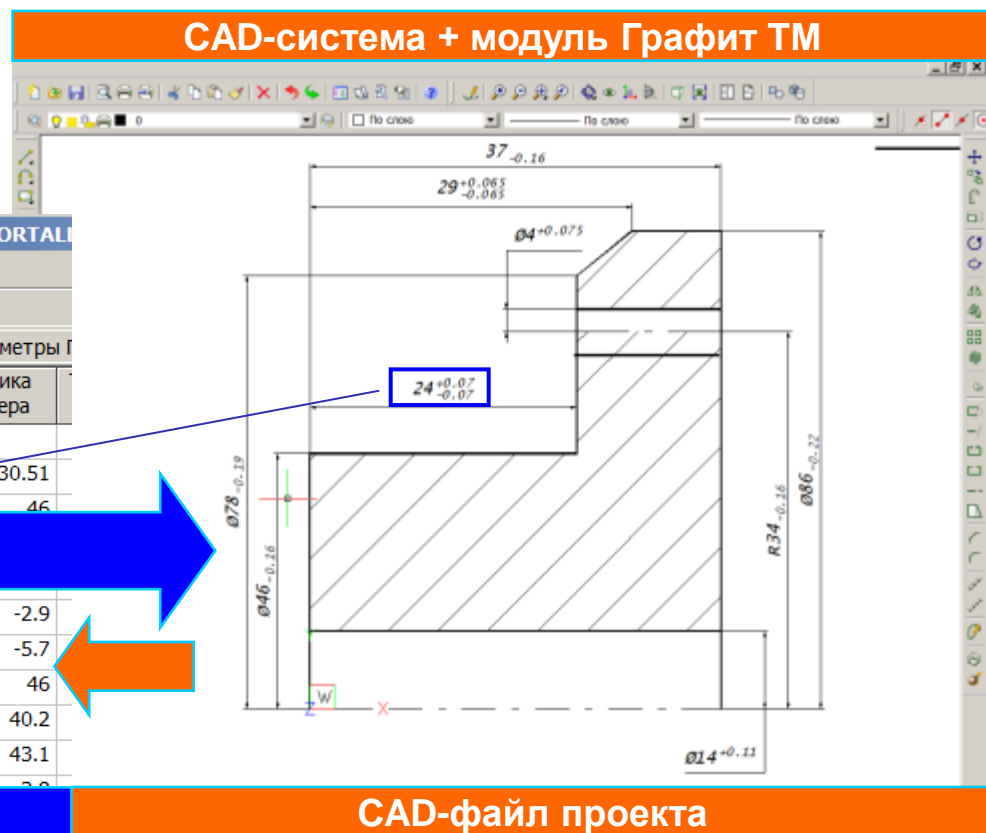 CAD-система + модуль Графит ТМ
0
По слою
По слою
По слою
37-0.16
29+0.065
-0.065
Ø4+0.075
24+0.07
-0.07
Ø78-0.19
Ø46-0.16
R34-0.16
Ø86-0.22
Ø14+0.11
W
X
Z
ORTAL
метры
ика
ера
30.51
46
-2.9
-5.7
46
40.2
43.1
CAD-файл проекта